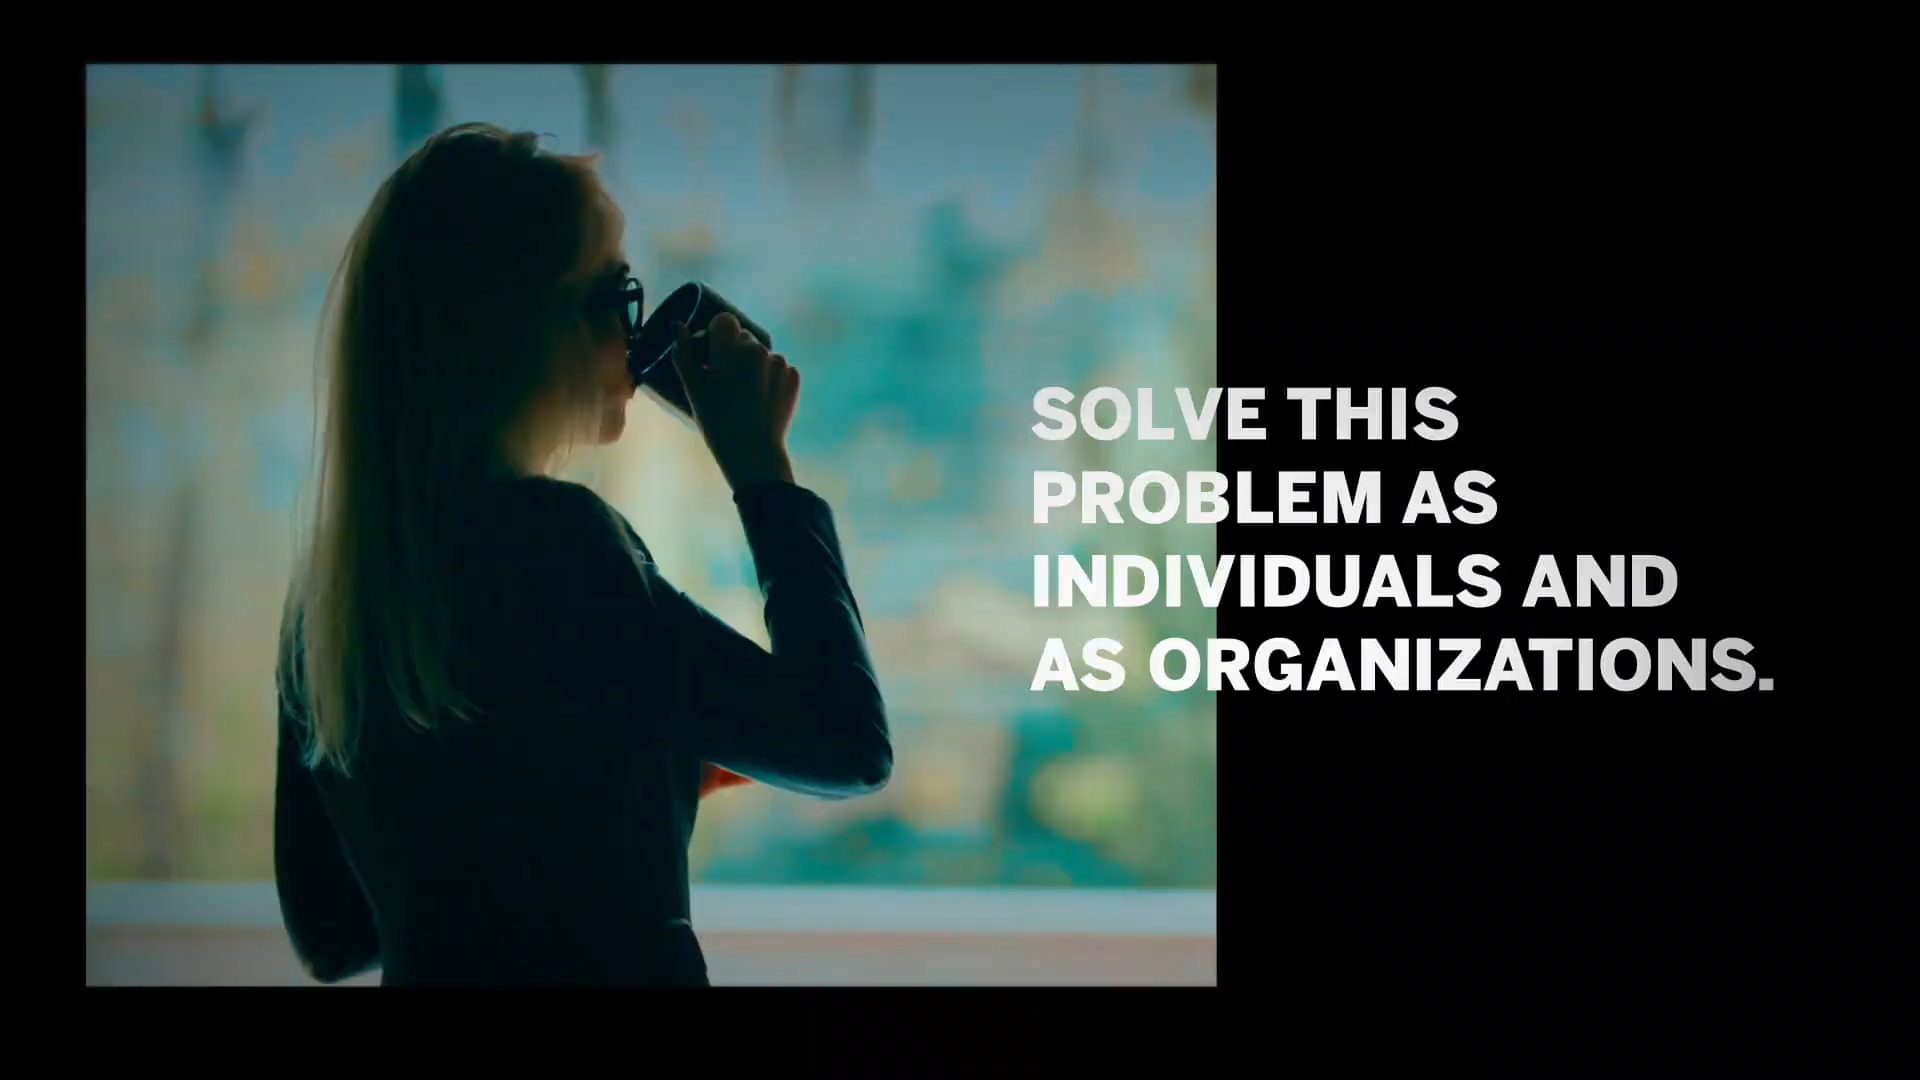 SOLVE THIS
PROBLEM AS
INDIVIDUALS AND
AS ORGANIZATIONS.